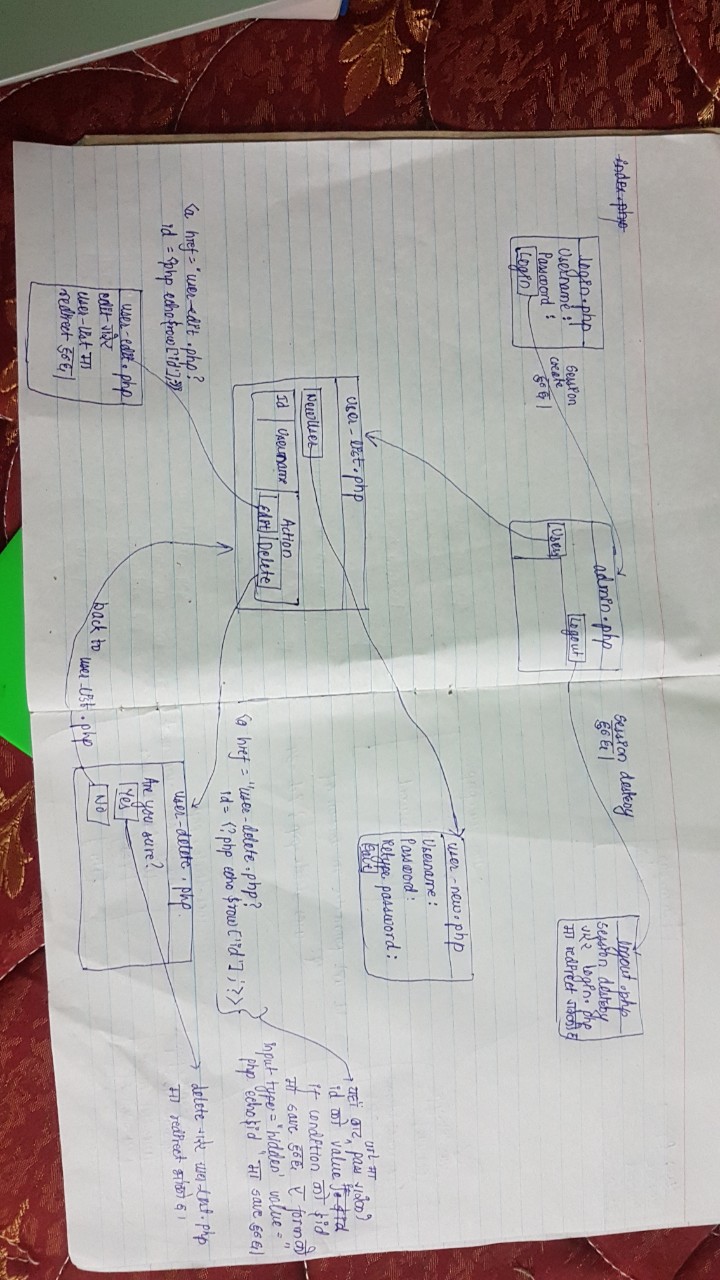 index.php
login.php
Username :
Password :
Login
Session
create
हुन्छ।
admin.php
Logout
User
session destroy
हुन्छ।
logout.php
session destroy
गरेर login.php
मा redirect गर्नेछ
user-new.php
Username :
Password :
Retype password :
user-list.php
New User
Id Username Action
Edit Delete
<a href = "user-edit.php?
id = <?php echo $row['id'];?>
user-edit.php
edit गरेर
user-list मा
redirect हुन्छ।
<a href = "user-delete.php?
id = <?php echo $row['id'];?>
url मा
यहाँ बाट pass गरेको
id को value
if condition को $id
मा save हुन्छ र form को
input type="hidden" value="
php echo $id" मा save हुन्छ।
user-delete.php
Are you sure?
Yes
No
delete गरेर user-list.php
मा redirect
back to user-list.php